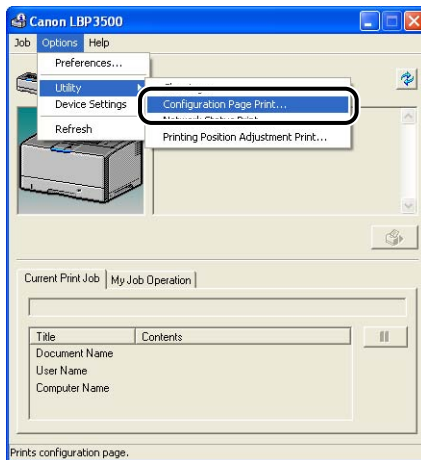 Canon LBP3500
Job Options Help
Preferences...
Utility
Device Settings
Configuration Page Print...
Refresh
Printing Position Adjustment Print...
Current Print Job My Job Operation
Title Contents
Document Name
User Name
Computer Name
Prints configuration page.